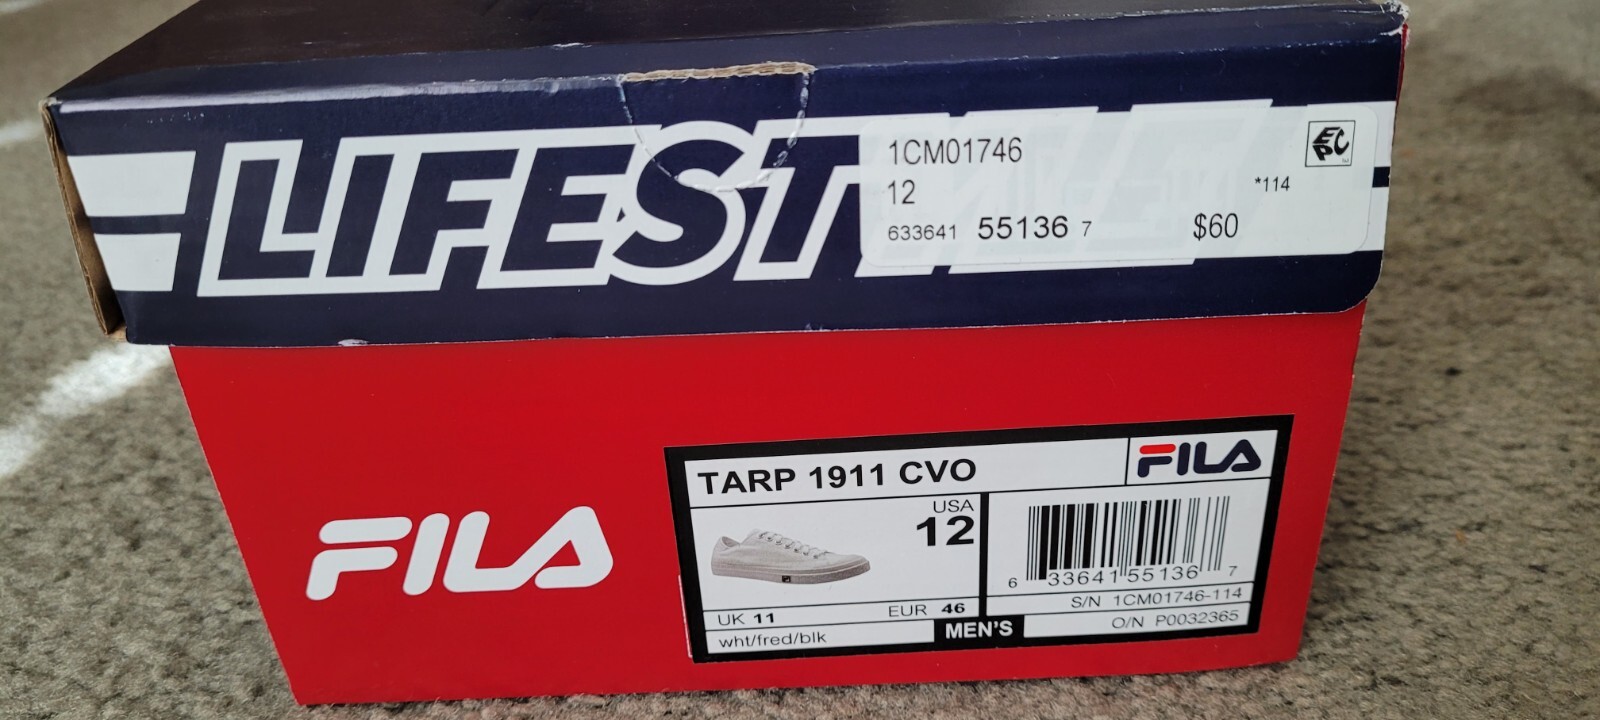 LIFEST
1CM01746
12
*114
633641 55136 7
$60
EPC
FILA
TARP 1911 CVO
FILA
USA
12
6 33641 55136 7
UK 11
EUR 46
S/N 1CM01746-114
wht/fred/blk
MEN'S
O/N P0032365